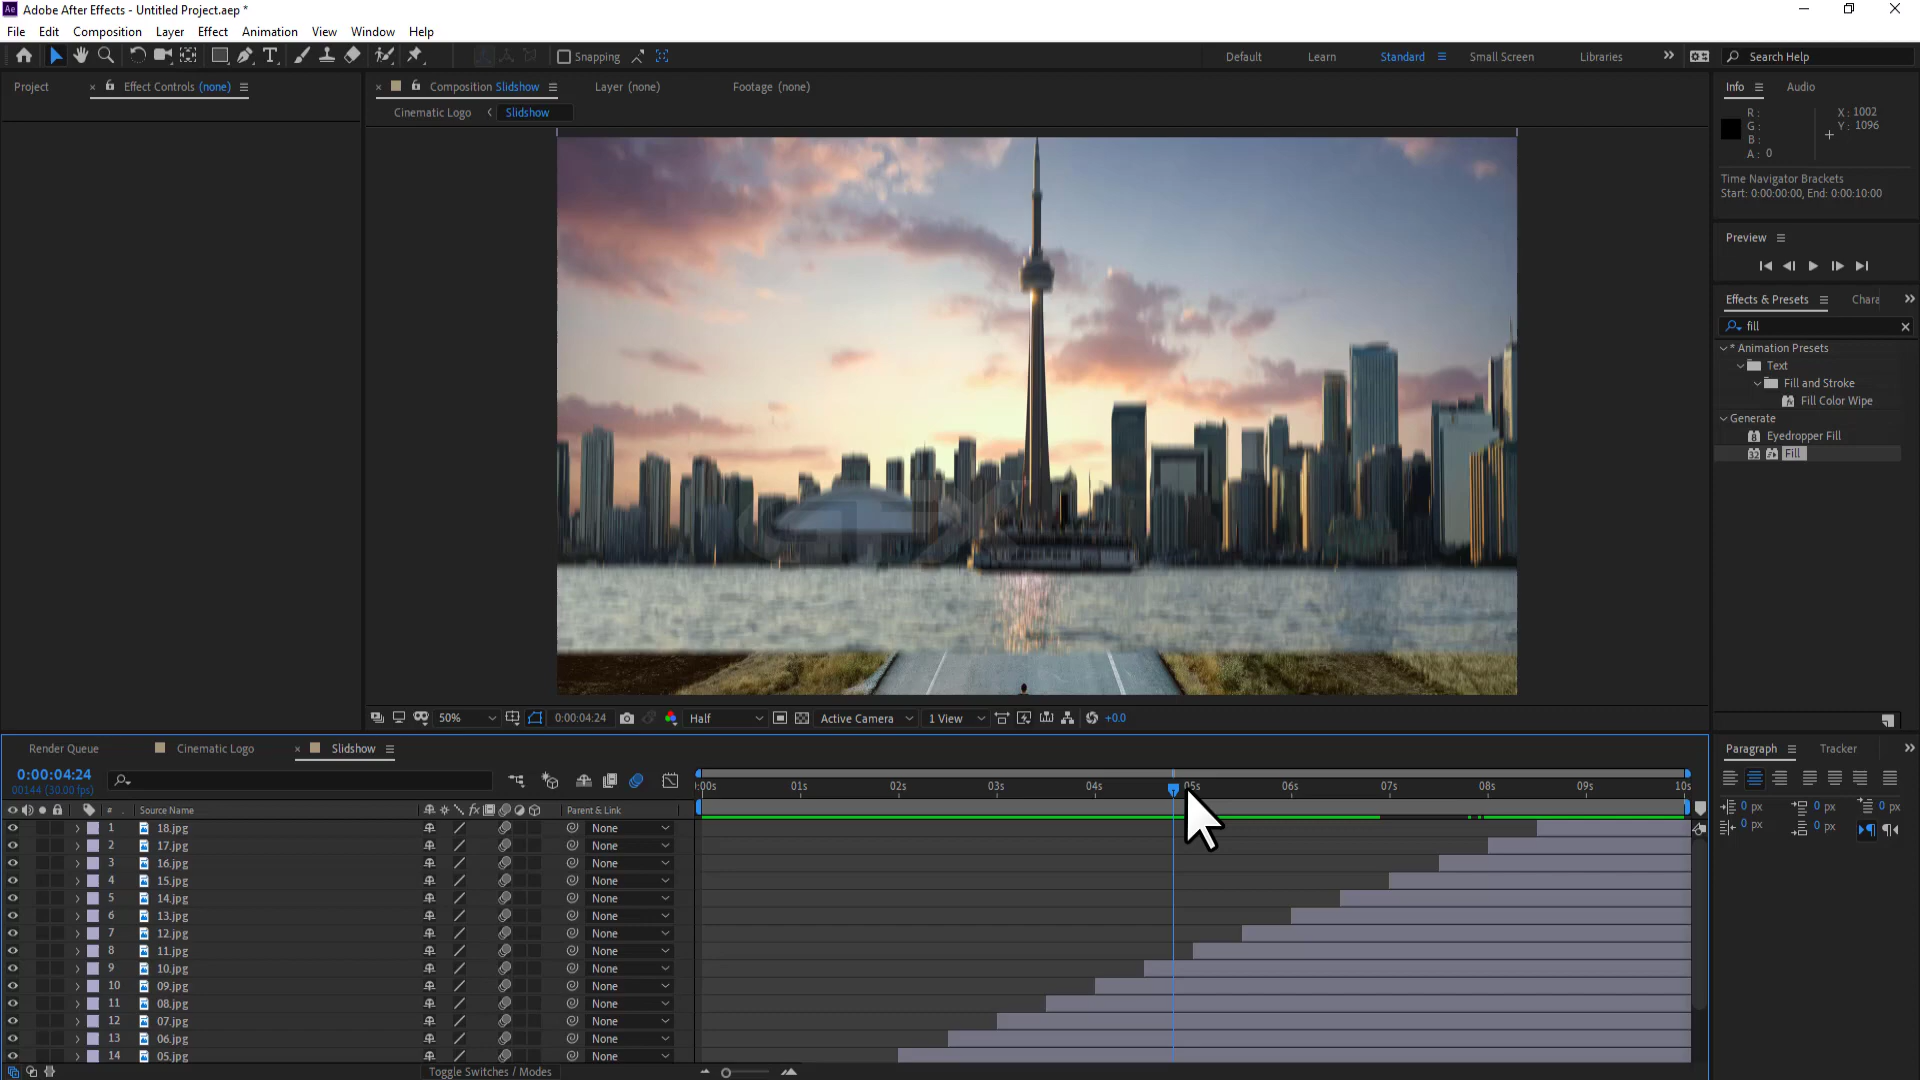 Adobe After Effects - Untitled Project.aep *
File Edit Composition Layer Effect Animation View Window Help
Snapping Default Learn Standard Small Screen Libraries Search Help
Project Effect Controls (none) Composition Slidshow Layer (none) Footage (none) Info Audio
Cinematic Logo Slidshow
R : X : 1002
G : Y : 1096
B :
A : 0
Time Navigator Brackets
Start: 0:00:00:00, End: 0:00:10:00
Preview
Effects & Presets Chara
fill
* Animation Presets
Text
Fill and Stroke
Fill Color Wipe
Generate
Eyedropper Fill
32 Fill
50% 0:00:04:24 Half Active Camera 1 View +0.0
Render Queue Cinematic Logo Slidshow Paragraph Tracker
0:00:04:24
00144 (30.00 fps)
:00s 01s 02s 03s 04s 05s 06s 07s 08s 09s 10s
# Source Name fx Parent & Link
0 px 0 px 0 px
0 px 0 px
1 18.jpg None
2 17.jpg None
3 16.jpg None
4 15.jpg None
5 14.jpg None
6 13.jpg None
7 12.jpg None
8 11.jpg None
9 10.jpg None
10 09.jpg None
11 08.jpg None
12 07.jpg None
13 06.jpg None
14 05.jpg None
Toggle Switches / Modes